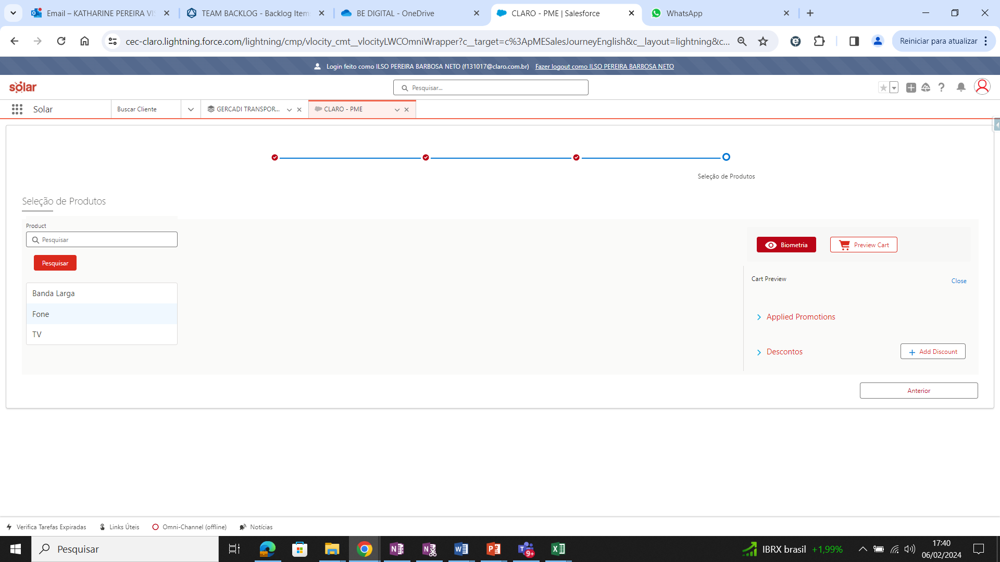 Email – KATHARINE PEREIRA VI
TEAM BACKLOG - Backlog Item
BE DIGITAL - OneDrive
CLARO - PME | Salesforce
WhatsApp
cec-claro.lightning.force.com/lightning/cmp/vlocity_cmt__vlocityLWCOmniWrapper?c__target=c%3ApMESalesJourneyEnglish&c__layout=lightning&c...
Reiniciar para atualizar
Login feito como ILSO PEREIRA BARBOSA NETO (f131017@claro.com.br) Fazer logout como ILSO PEREIRA BARBOSA NETO
solar
Pesquisar...
Solar
Buscar Cliente
GERCADI TRANSPOR...
CLARO - PME
Seleção de Produtos
Seleção de Produtos
Product
Pesquisar
Pesquisar
Banda Larga
Fone
TV
Biometria
Preview Cart
Cart Preview
Close
Applied Promotions
Descontos
Add Discount
Anterior
Verifica Tarefas Expiradas
Links Úteis
Omni-Channel (offline)
Notícias
Pesquisar
9+
IBRX brasil +1,99%
17:40
06/02/2024